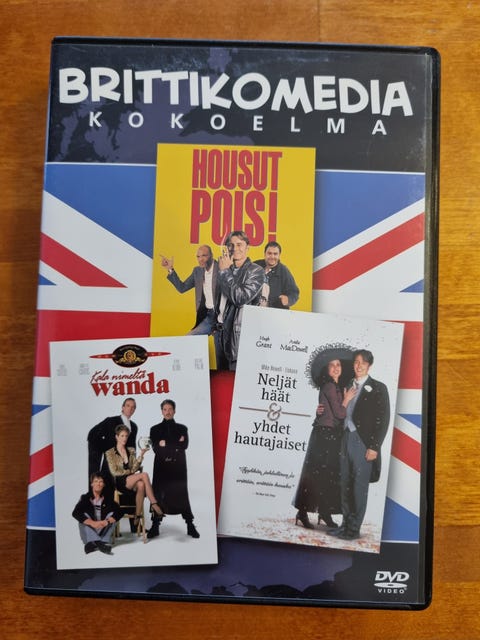 BRITTIKOMEDIA
KOKOELMA
HOUSUT
POIS!
Kala nimeltä
wanda
Hugh
Grant
Andie
MacDowell
Neljät
häät
&
yhdet
hautajaiset
DVD
VIDEO